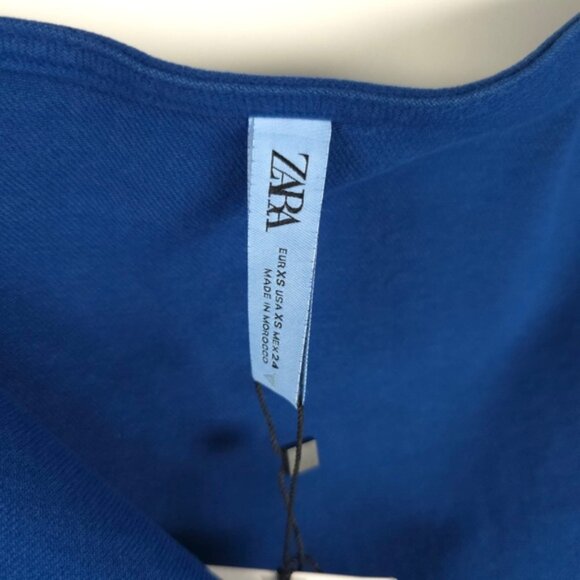 ZARA
EUR XS USA XS MEX 24
MADE IN MOROCCO